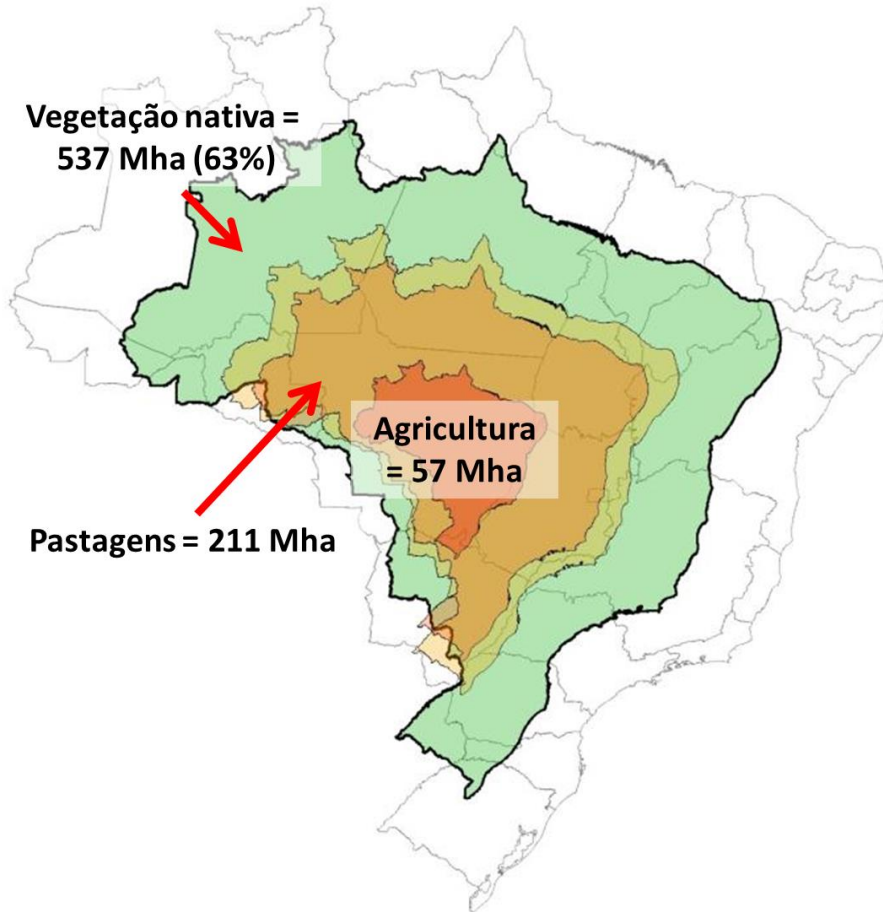 Vegetação nativa =
537 Mha (63%)
Agricultura
= 57 Mha
Pastagens = 211 Mha